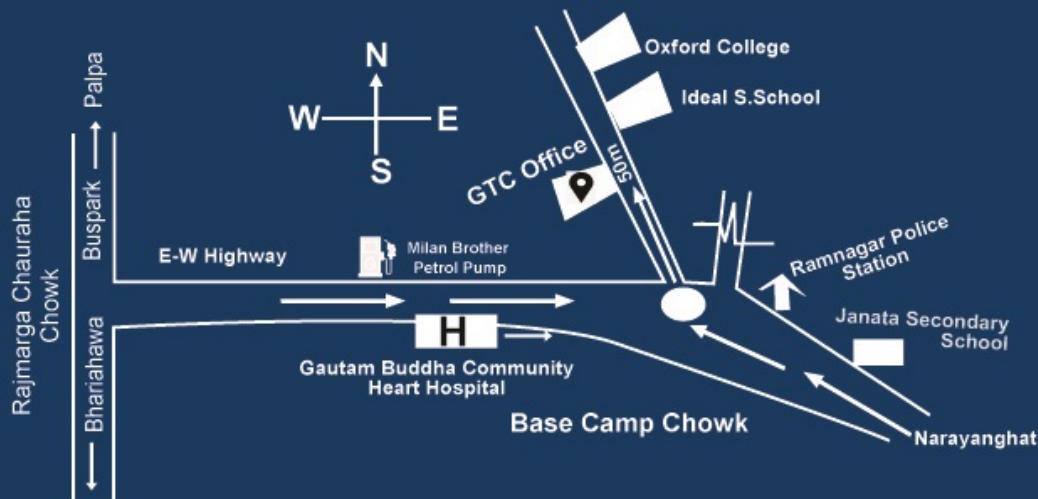 Rajmarga Chauraha
Chowk
Palpa
Buspark
Bhariahawa
N
W
E
S
E-W Highway
Milan Brother
Petrol Pump
H
Gautam Buddha Community
Heart Hospital
GTC Office
50m
Oxford College
Ideal S.School
Ramnagar Police
Station
Janata Secondary
School
Base Camp Chowk
Narayanghat